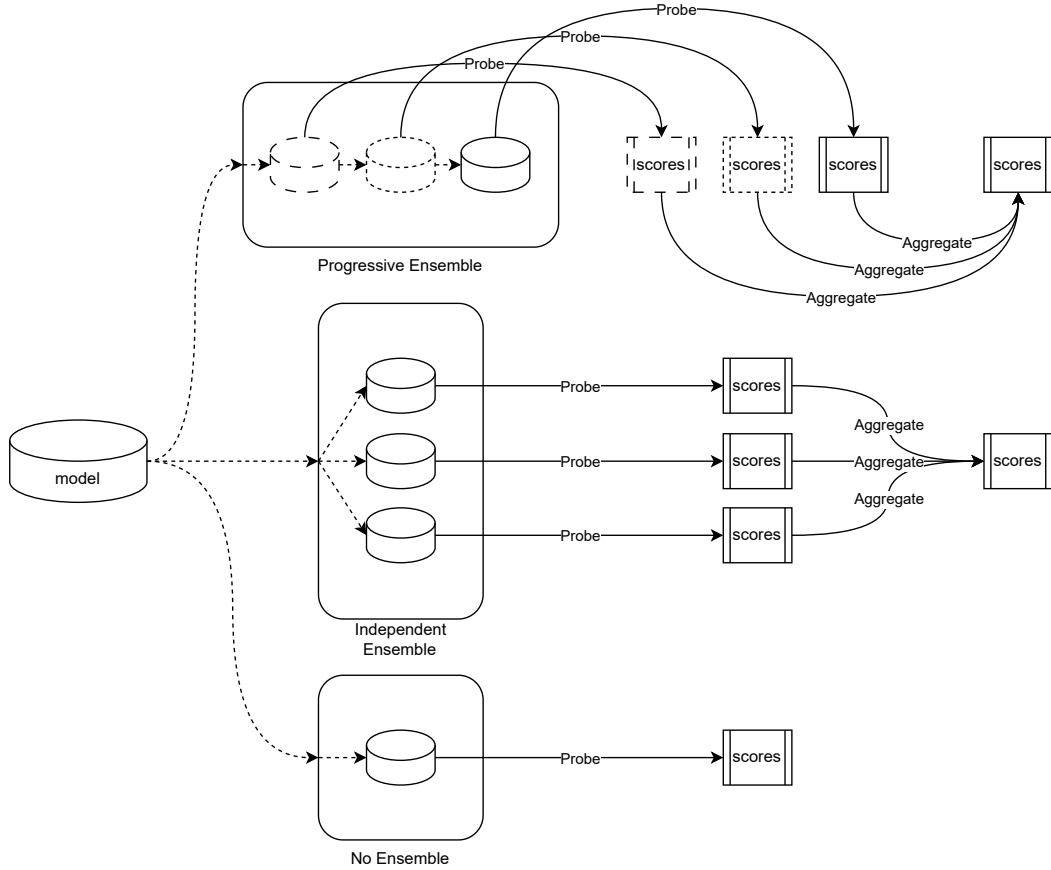 Probe
Probe
Probe
scores
scores
scores
scores
Aggregate
Aggregate
Aggregate
Progressive Ensemble
Probe
scores
Aggregate
model
Probe
scores
Aggregate
scores
Aggregate
Probe
scores
Independent
Ensemble
Probe
scores
No Ensemble